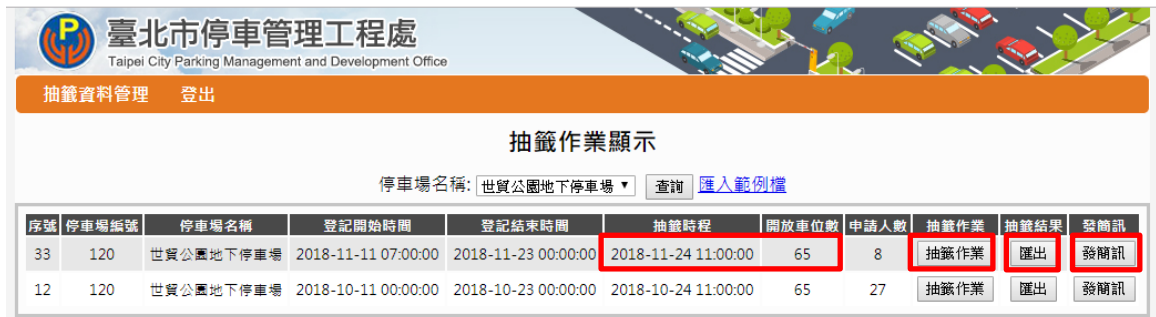 臺北市停車管理工程處
Taipei City Parking Management and Development Office
抽籤資料管理 登出
抽籤作業顯示
停車場名稱: 世貿公園地下停車場 查詢 匯入範例檔
序號 停車場編號 停車場名稱 登記開始時間 登記結束時間 抽籤時程 開放車位數 申請人數 抽籤作業 抽籤結果 發簡訊
33 120 世貿公園地下停車場 2018-11-11 07:00:00 2018-11-23 00:00:00 2018-11-24 11:00:00 65 8 抽籤作業 匯出 發簡訊
12 120 世貿公園地下停車場 2018-10-11 00:00:00 2018-10-23 00:00:00 2018-10-24 11:00:00 65 27 抽籤作業 匯出 發簡訊